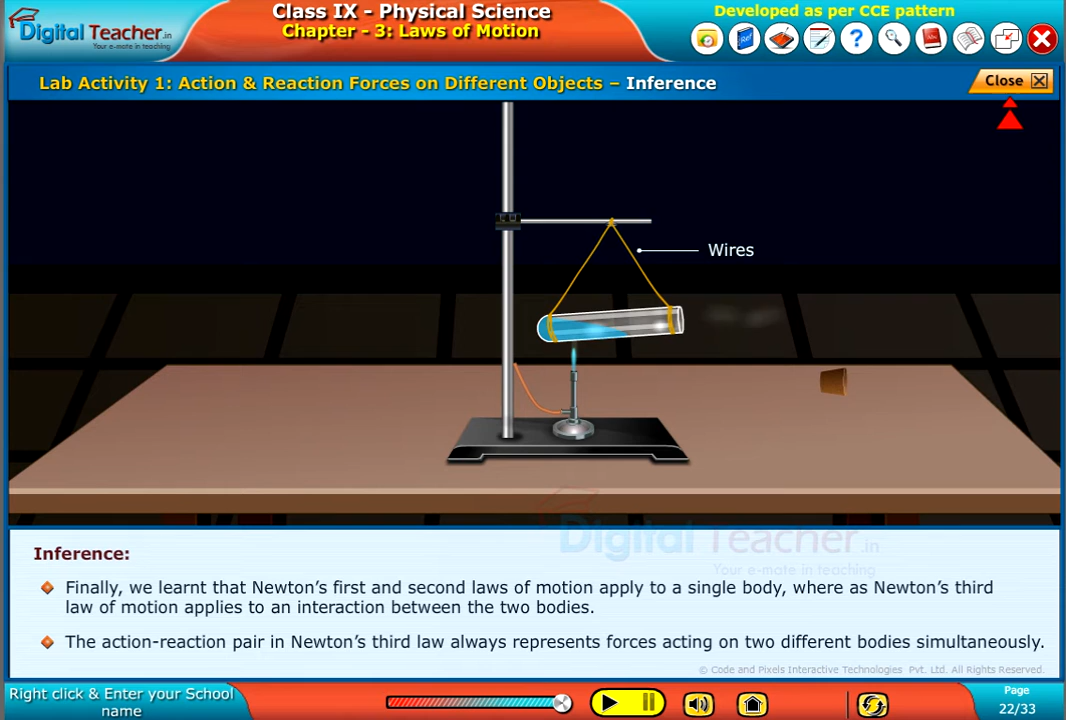 Digital Teacher.in
Your e-mate in teaching
Class IX - Physical Science
Chapter - 3: Laws of Motion
Developed as per CCE pattern
Lab Activity 1: Action & Reaction Forces on Different Objects – Inference
Close
Wires
Digital Teacher.in
Your e-mate in teaching
Inference:
Finally, we learnt that Newton's first and second laws of motion apply to a single body, where as Newton's third
law of motion applies to an interaction between the two bodies.
The action-reaction pair in Newton's third law always represents forces acting on two different bodies simultaneously.
© Code and Pixels Interactive Technologies Pvt. Ltd. All Rights Reserved.
Right click & Enter your School
name
Page
22/33